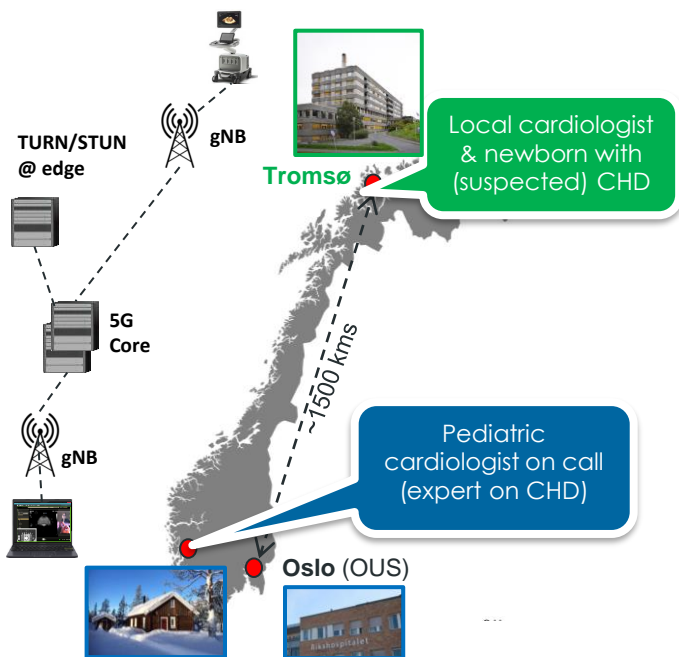 TURN/STUN
@ edge
gNB
Tromsø
Local cardiologist
& newborn with
(suspected) CHD
5G
Core
~1500 kms
gNB
Pediatric
cardiologist on call
(expert on CHD)
Oslo (OUS)
Rikshospitalet